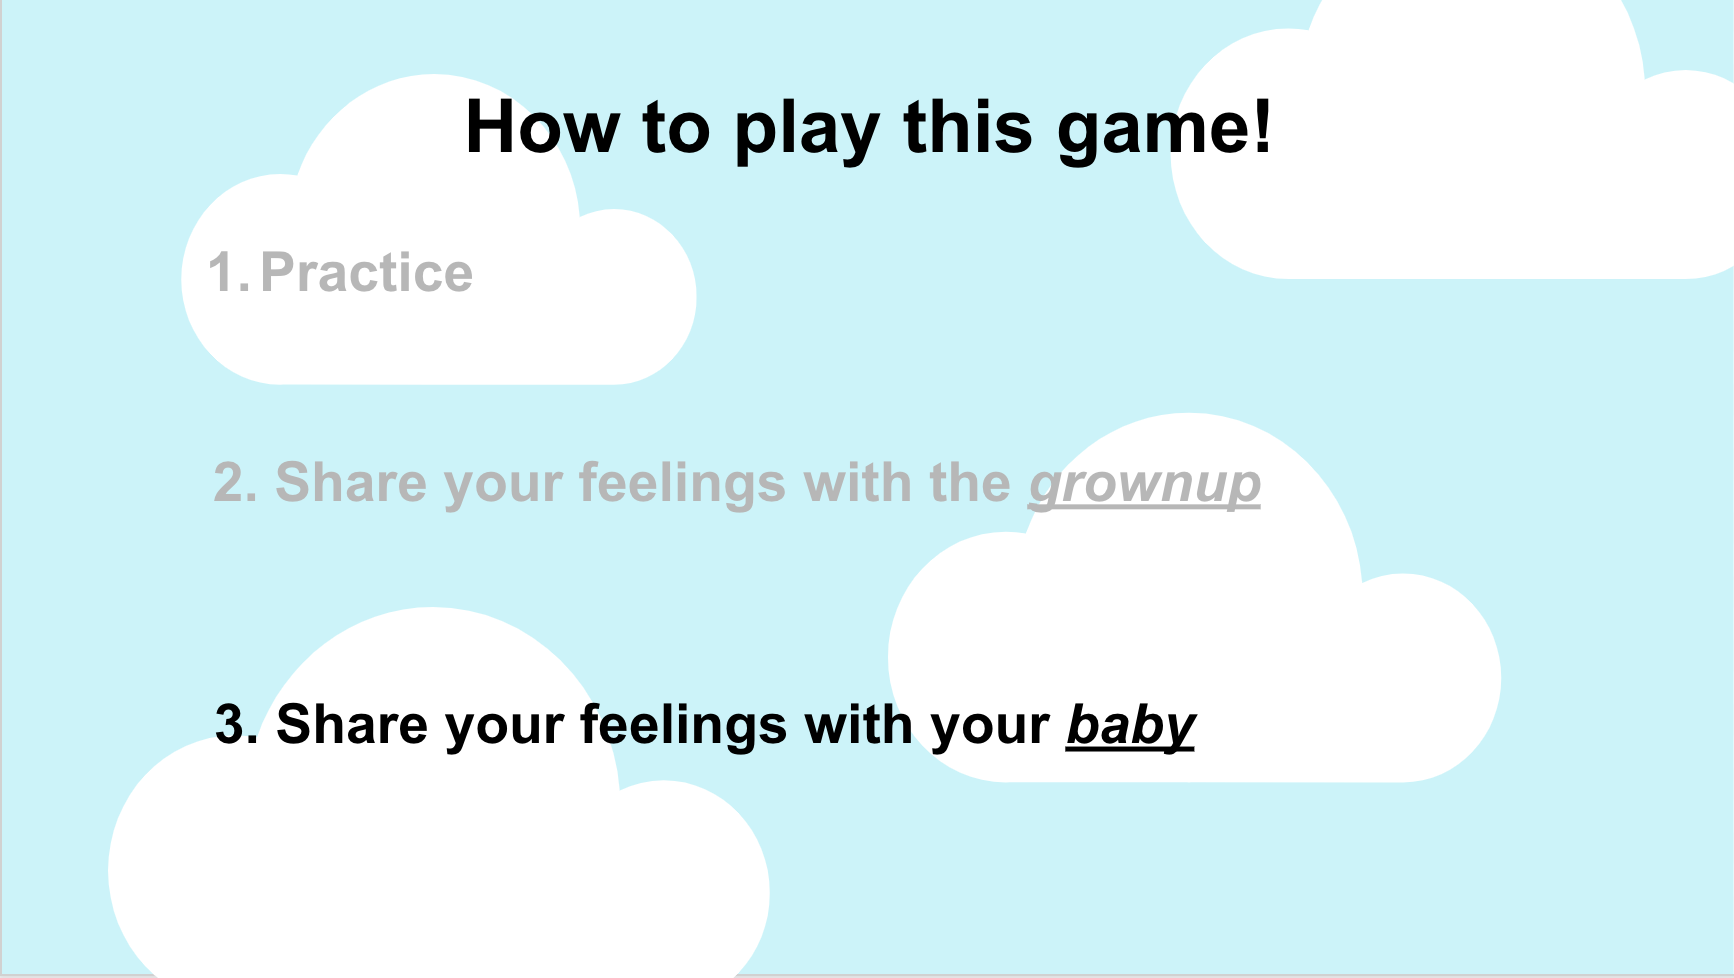 How to play this game!
1. Practice
2. Share your feelings with the grownup
3. Share your feelings with your baby